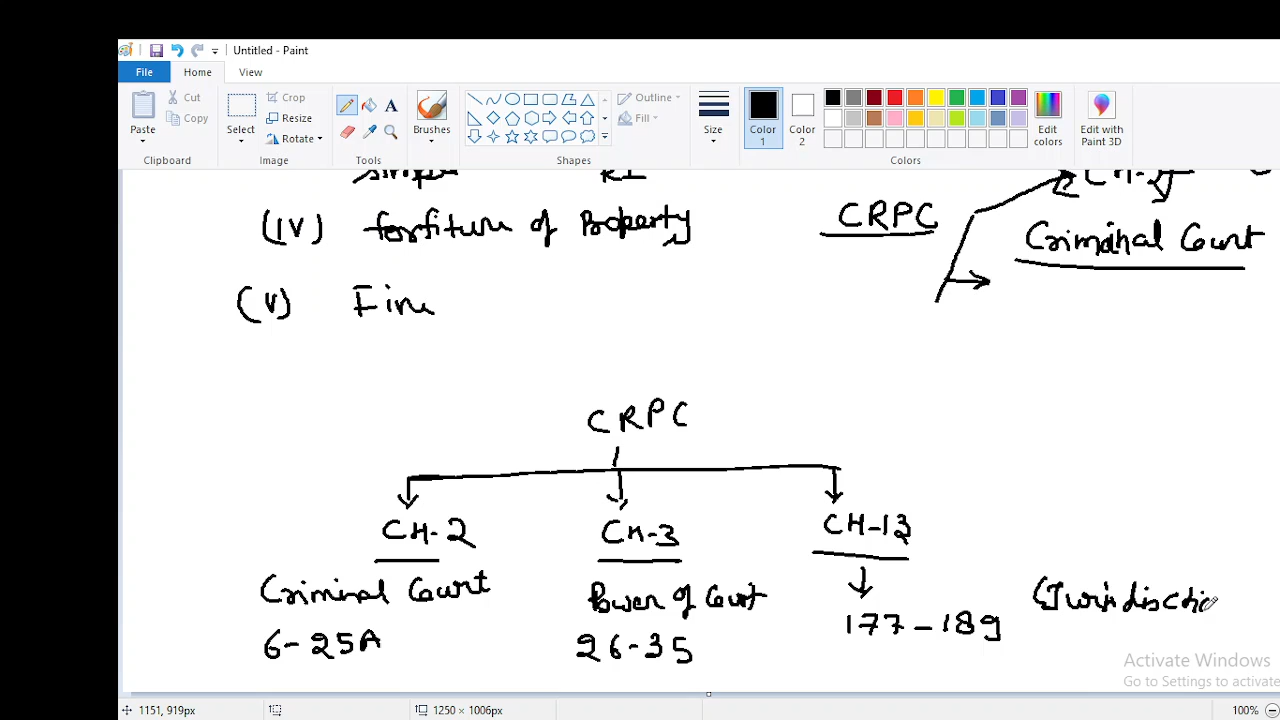 Untitled - Paint
File Home View
Paste Cut Copy Clipboard
Select Crop Resize Rotate Image
A Tools
Brushes
Shapes Outline Fill
Size
Color 1 Color 2 Edit colors Colors
Edit with Paint 3D
(IV) forfiture of Property
CRPC
Criminal Court
(V) Fine
CRPC
CH-2 CH-3 CH-13
Criminal Court Power of Court (Jurisdictio
6-25A 26-35 177-189
Activate Windows
Go to Settings to activate
1151, 919px 1250 × 1006px 100%